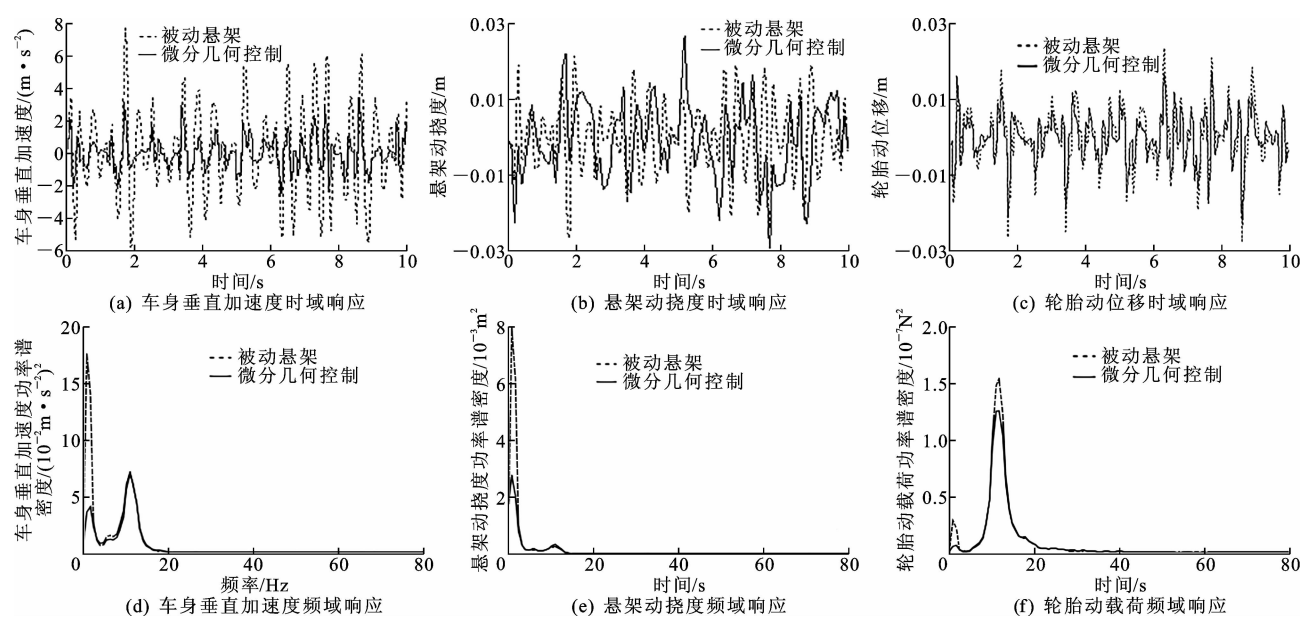 车身垂直加速度/(m·s⁻²)
8
6
4
2
0
−2
−4
−6
被动悬架
微分几何控制
0 2 4 6 8 10
时间/s
(a) 车身垂直加速度时域响应
悬架动挠度/m
0.03
0.01
−0.01
−0.03
被动悬架
微分几何控制
0 2 4 6 8 10
时间/s
(b) 悬架动挠度时域响应
轮胎动位移/m
0.03
0.01
−0.01
−0.03
被动悬架
微分几何控制
0 2 4 6 8 10
时间/s
(c) 轮胎动位移时域响应
车身垂直加速度功率谱
密度/(10⁻²m·s⁻²)²
20
15
10
5
被动悬架
微分几何控制
0 20 40 60 80
频率/Hz
(d) 车身垂直加速度频域响应
悬架动挠度功率谱密度/10⁻³m²
8
6
4
2
被动悬架
微分几何控制
0 20 40 60 80
时间/s
(e) 悬架动挠度频域响应
轮胎动载荷功率谱密度/10⁻⁷N²
2.0
1.5
1.0
0.5
被动悬架
微分几何控制
0 20 40 60 80
时间/s
(f) 轮胎动载荷频域响应